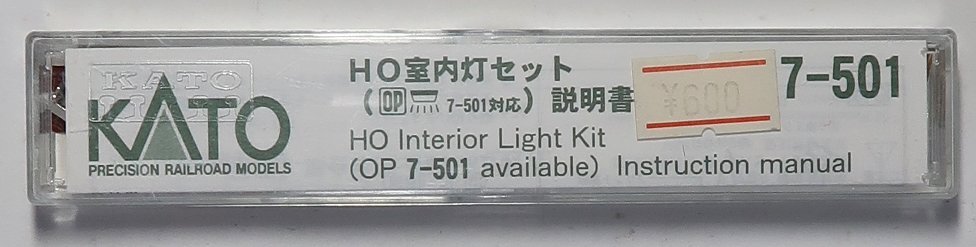 KATO
KATO
PRECISION RAILROAD MODELS
HO室内灯セット
(OP 7-501対応) 説明書
HO Interior Light Kit
(OP 7-501 available) Instruction manual
¥600
7-501